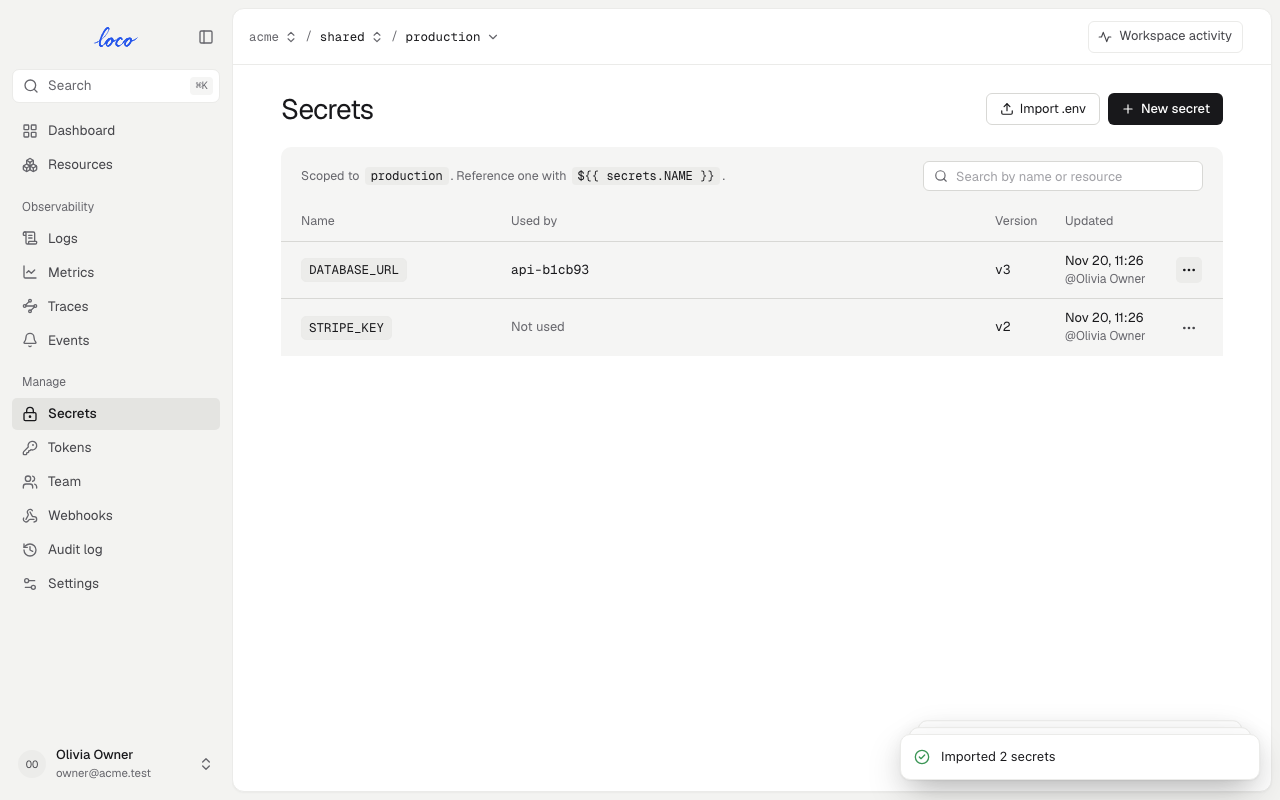 loco
acme / shared / production
Workspace activity
Search ⌘K
Dashboard
Resources
Observability
Logs
Metrics
Traces
Events
Manage
Secrets
Tokens
Team
Webhooks
Audit log
Settings
OO Olivia Owner
owner@acme.test
Secrets
Import .env
New secret
Scoped to production . Reference one with ${{ secrets.NAME }} .
Search by name or resource
Name Used by Version Updated
DATABASE_URL api-b1cb93 v3 Nov 20, 11:26
@Olivia Owner
STRIPE_KEY Not used v2 Nov 20, 11:26
@Olivia Owner
Imported 2 secrets